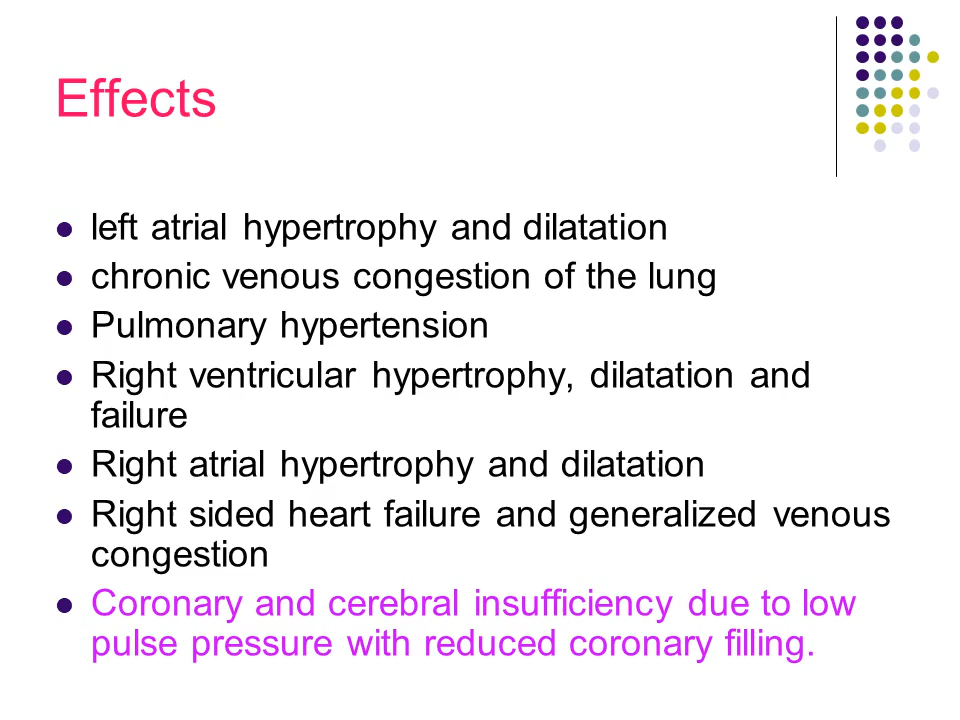 Effects
left atrial hypertrophy and dilatation
chronic venous congestion of the lung
Pulmonary hypertension
Right ventricular hypertrophy, dilatation and
failure
Right atrial hypertrophy and dilatation
Right sided heart failure and generalized venous
congestion
Coronary and cerebral insufficiency due to low
pulse pressure with reduced coronary filling.